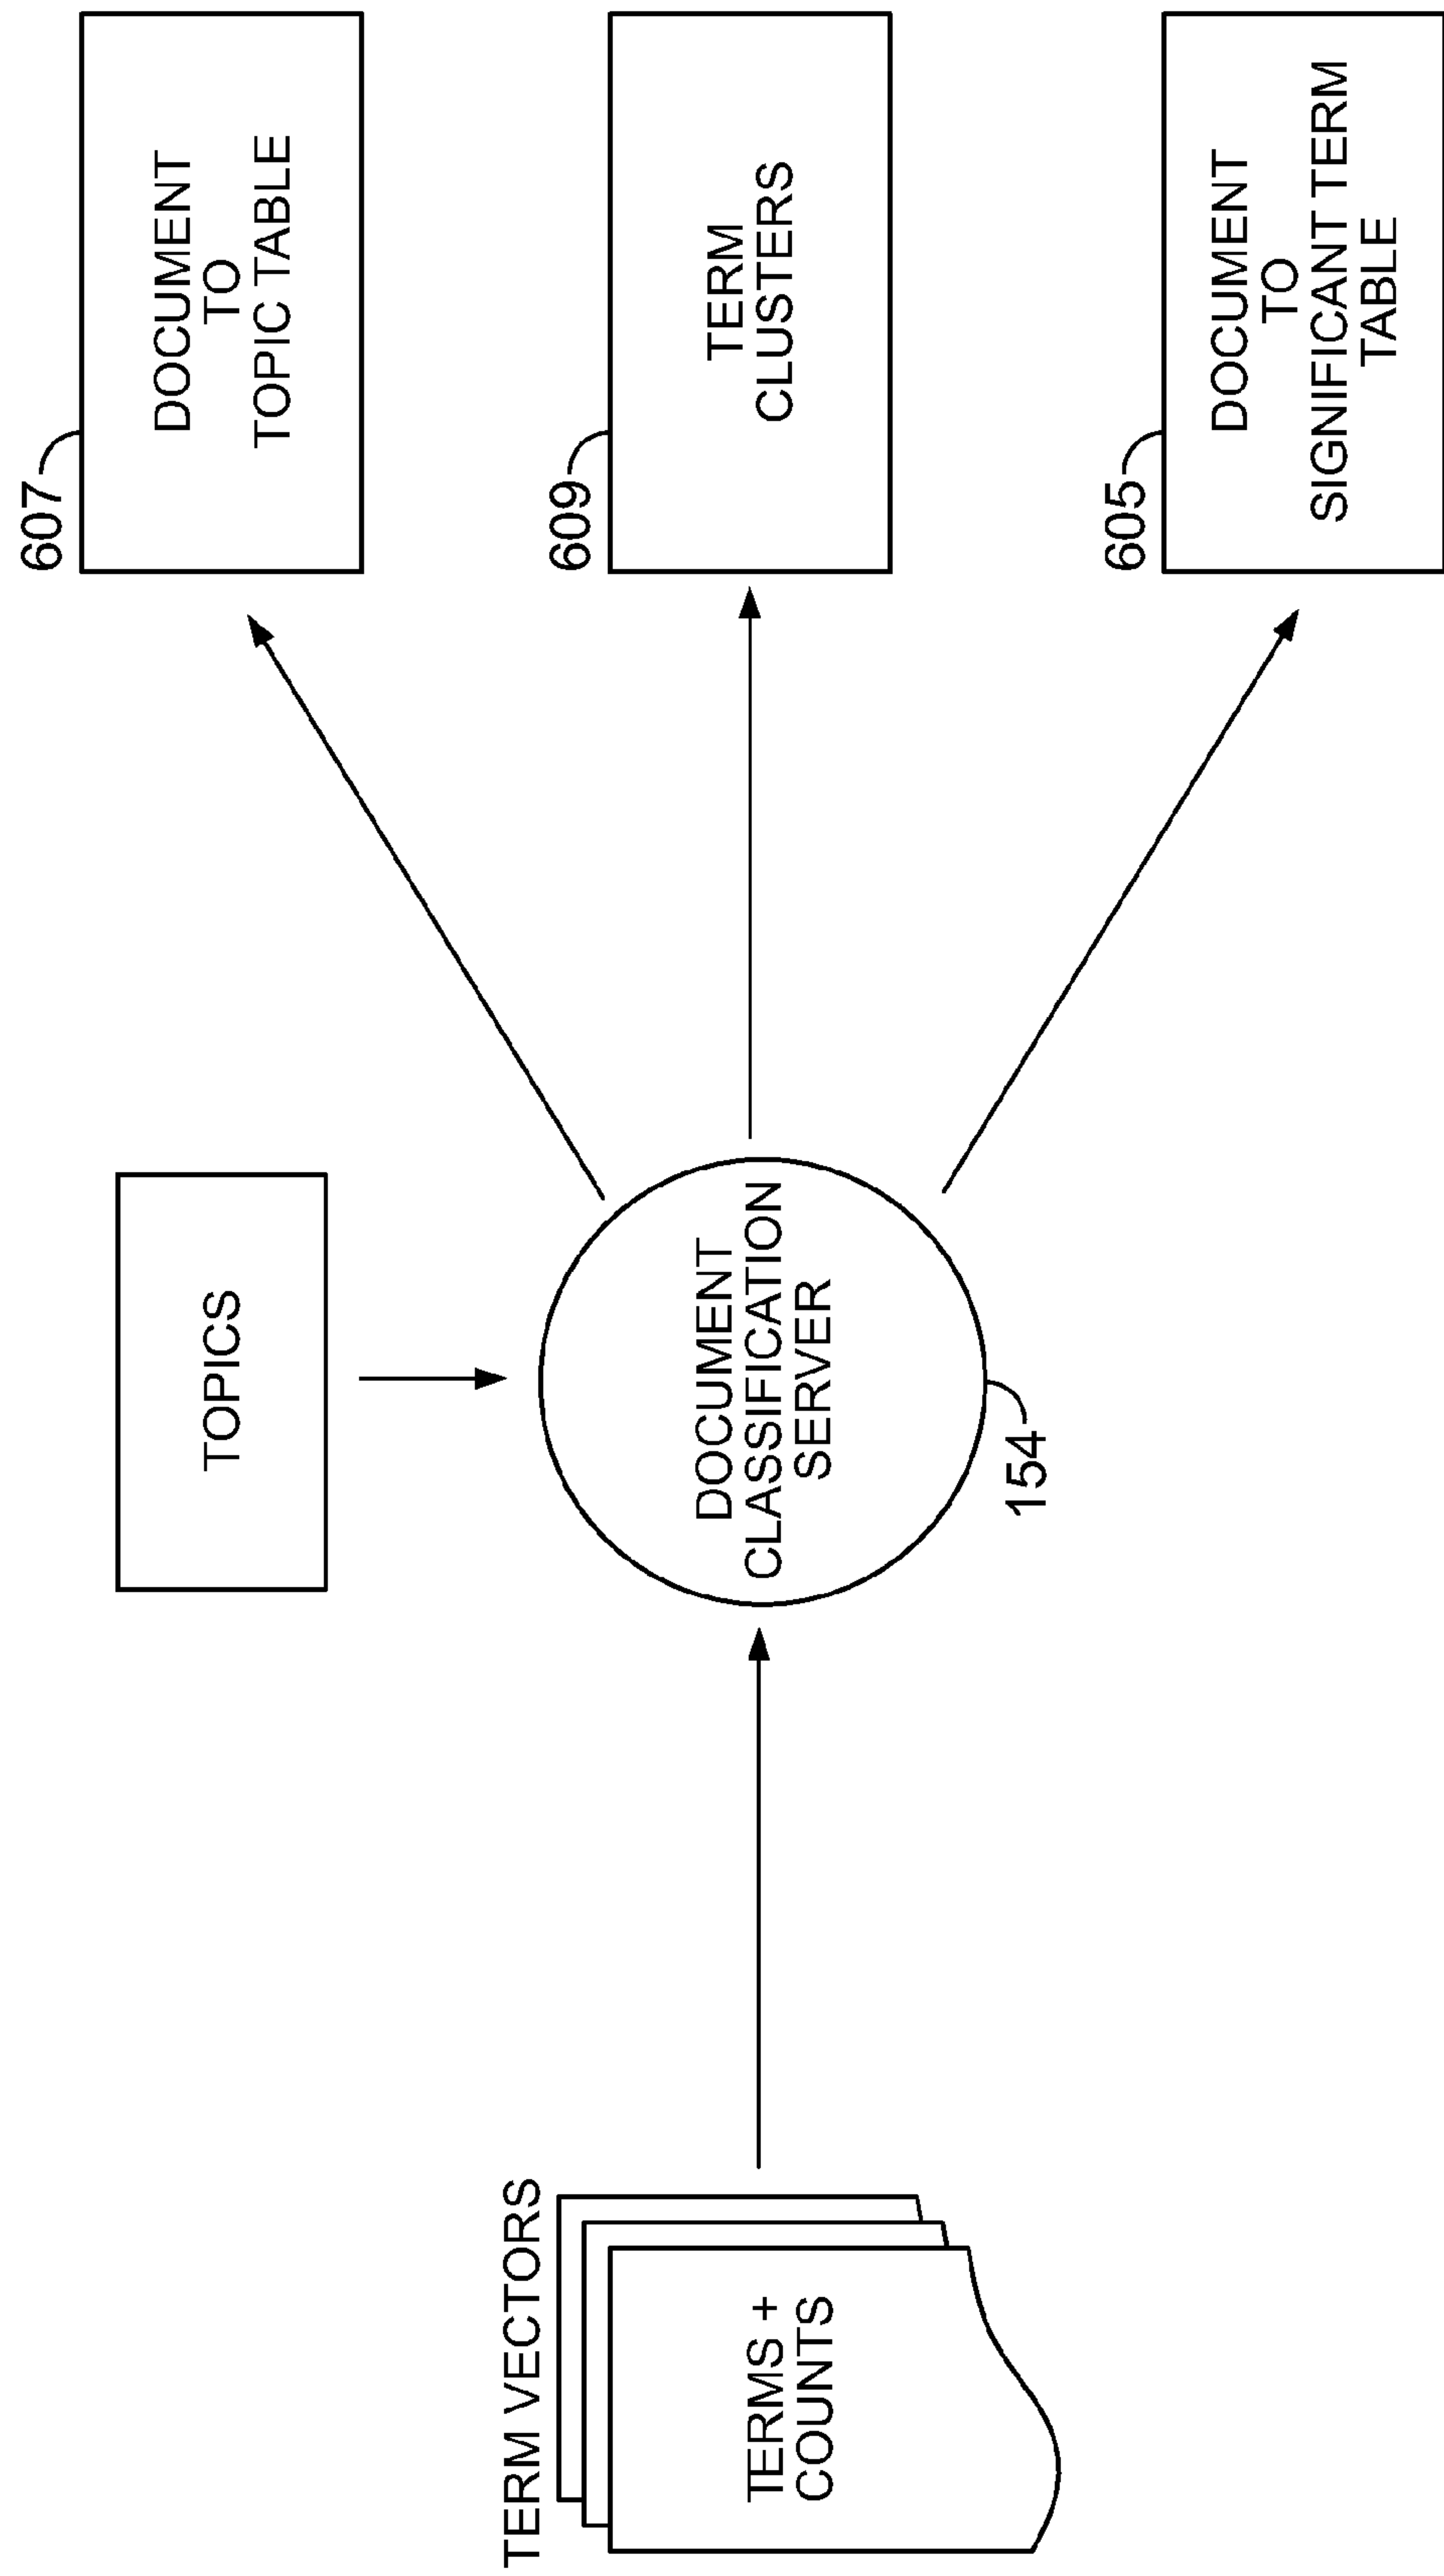 TERM VECTORS
TERMS +
COUNTS
TOPICS
DOCUMENT
CLASSIFICATION
SERVER
154
607
DOCUMENT
TO
TOPIC TABLE
609
TERM
CLUSTERS
605
DOCUMENT
TO
SIGNIFICANT TERM
TABLE